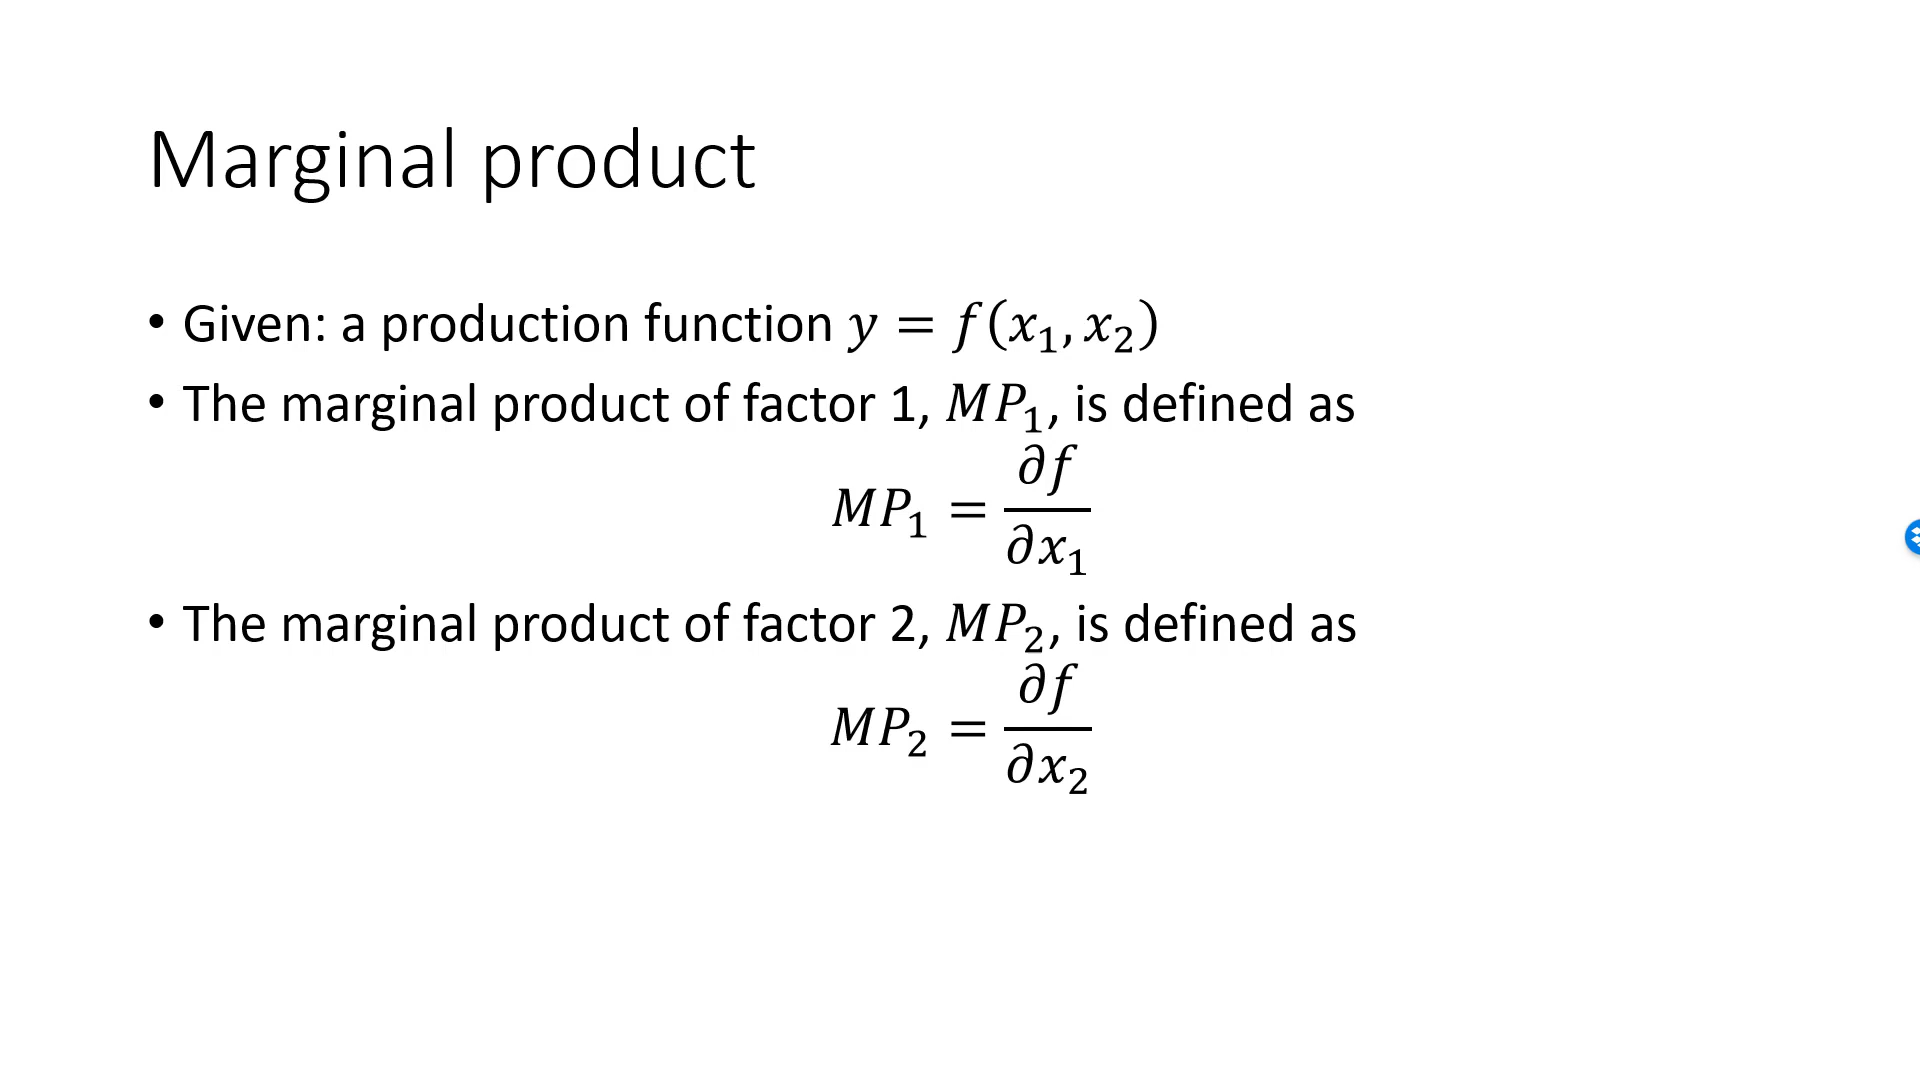 Marginal product
• Given: a production function 𝑦 = 𝑓(𝑥₁, 𝑥₂)
• The marginal product of factor 1, 𝑀𝑃₁, is defined as
𝑀𝑃₁ = ∂𝑓/∂𝑥₁
• The marginal product of factor 2, 𝑀𝑃₂, is defined as
𝑀𝑃₂ = ∂𝑓/∂𝑥₂